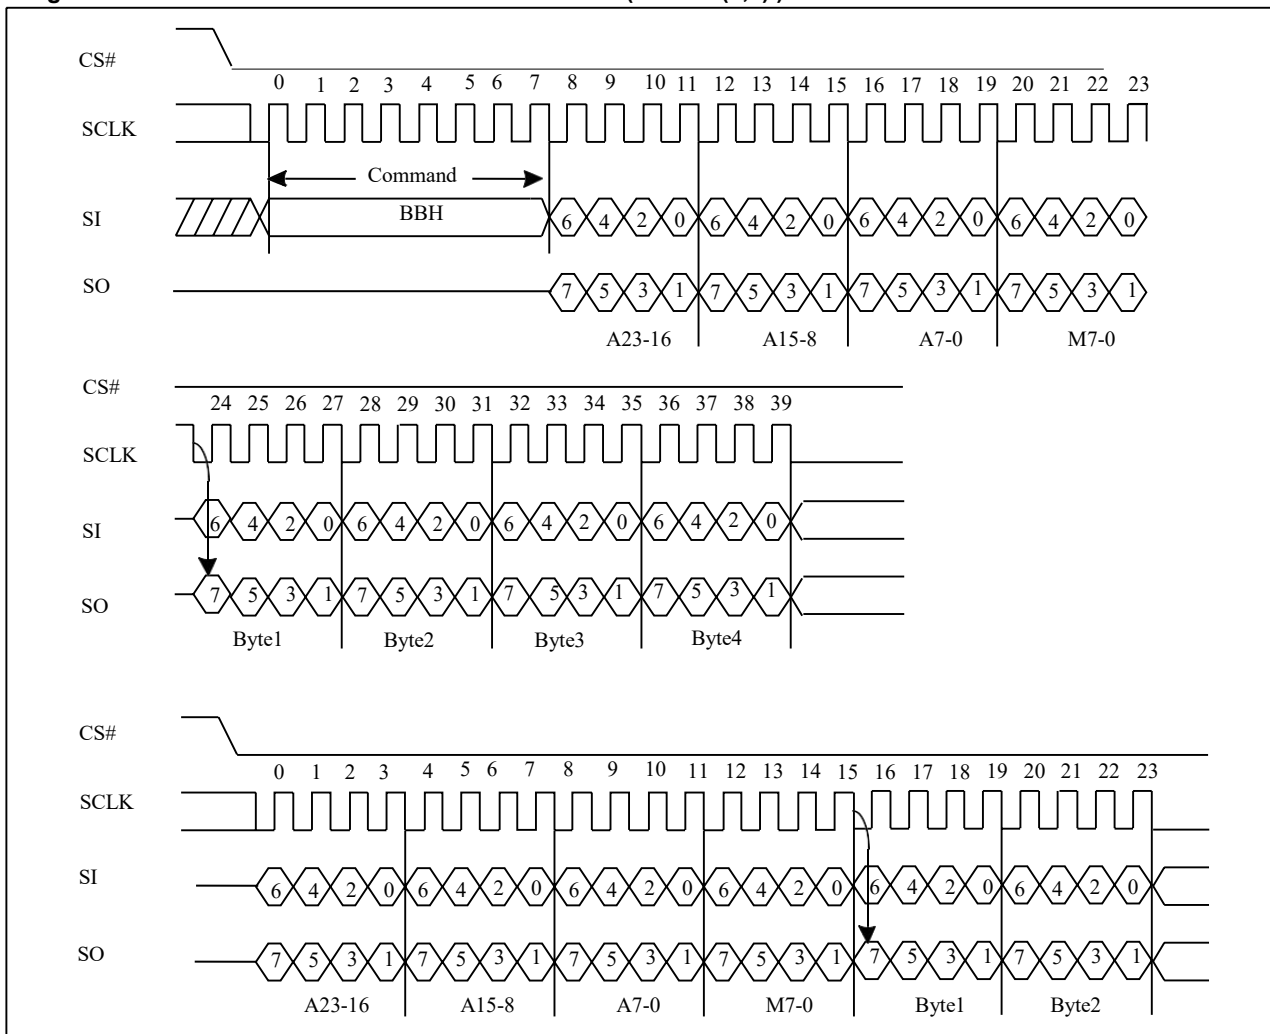 CS#
0 1 2 3 4 5 6 7 8 9 10 11 12 13 14 15 16 17 18 19 20 21 22 23
SCLK
Command
SI BBH 6 4 2 0 6 4 2 0 6 4 2 0 6 4 2 0
SO 7 5 3 1 7 5 3 1 7 5 3 1 7 5 3 1
A23-16 A15-8 A7-0 M7-0
CS#
24 25 26 27 28 29 30 31 32 33 34 35 36 37 38 39
SCLK
SI 6 4 2 0 6 4 2 0 6 4 2 0 6 4 2 0
SO 7 5 3 1 7 5 3 1 7 5 3 1 7 5 3 1
Byte1 Byte2 Byte3 Byte4
CS#
0 1 2 3 4 5 6 7 8 9 10 11 12 13 14 15 16 17 18 19 20 21 22 23
SCLK
SI 6 4 2 0 6 4 2 0 6 4 2 0 6 4 2 0 6 4 2 0 6 4 2 0
SO 7 5 3 1 7 5 3 1 7 5 3 1 7 5 3 1 7 5 3 1 7 5 3 1
A23-16 A15-8 A7-0 M7-0 Byte1 Byte2